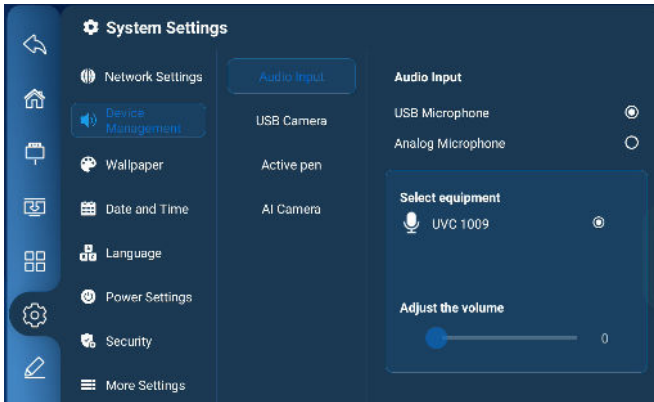 System Settings
Network Settings
Device
Management
Wallpaper
Date and Time
Language
Power Settings
Security
More Settings
Audio Input
USB Camera
Active pen
AI Camera
Audio Input
USB Microphone
Analog Microphone
Select equipment
UVC 1009
Adjust the volume
0